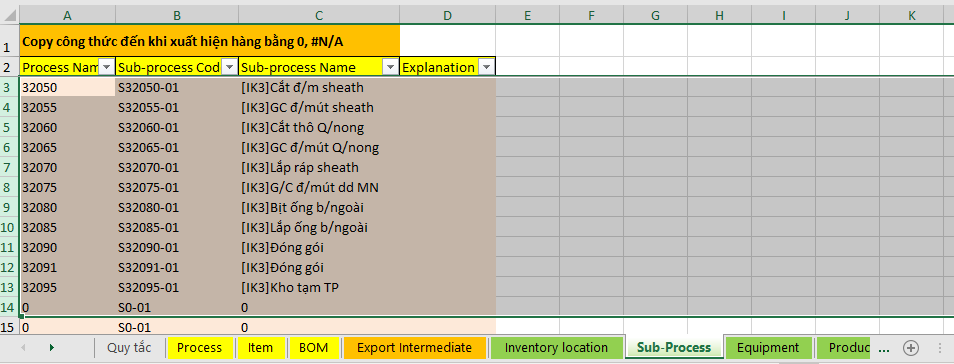 A B C D E F G H I J K
1 Copy công thức đến khi xuất hiện hàng bằng 0, #N/A
2 Process Nam Sub-process Cod Sub-process Name Explanation
3 32050 S32050-01 [IK3]Cắt đ/m sheath
4 32055 S32055-01 [IK3]GC đ/mút sheath
5 32060 S32060-01 [IK3]Cắt thô Q/nong
6 32065 S32065-01 [IK3]GC đ/mút Q/nong
7 32070 S32070-01 [IK3]Lắp ráp sheath
8 32075 S32075-01 [IK3]G/C đ/mút dd MN
9 32080 S32080-01 [IK3]Bịt ống b/ngoài
10 32085 S32085-01 [IK3]Lắp ống b/ngoài
11 32090 S32090-01 [IK3]Đóng gói
12 32091 S32091-01 [IK3]Đóng gói
13 32095 S32095-01 [IK3]Kho tạm TP
14 0 S0-01 0
15 0 S0-01 0
Quy tắc Process Item BOM Export Intermediate Inventory location Sub-Process Equipment Produc ...